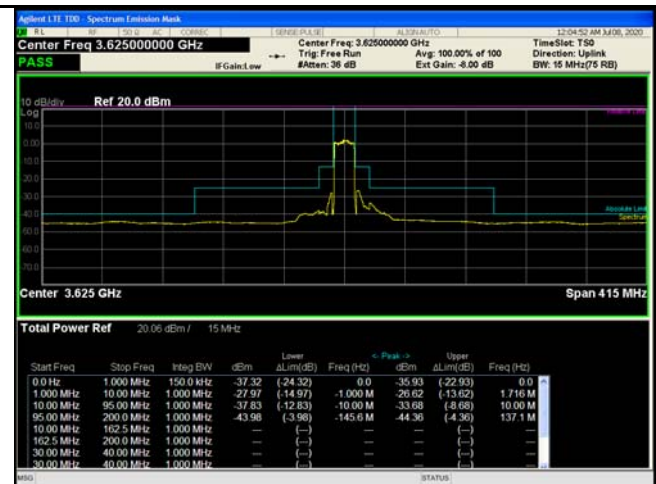 Agilent LTE TDD - Spectrum Emission Mask
RL RF 50 Ω AC CORREC SENSE:PULSE ALIGN AUTO 12:04:52 AM Jul 08, 2020
Center Freq 3.625000000 GHz Center Freq: 3.625000000 GHz TimeSlot: TS0
Trig: Free Run Avg: 100.00% of 100 Direction: Uplink
PASS IFGain:Low #Atten: 36 dB Ext Gain: -8.00 dB BW: 15 MHz(75 RB)
10 dB/div Ref 20.0 dBm
Log
10.0
0.00
-10.0
-20.0
-30.0
-40.0
-50.0
-60.0
-70.0
Absolute Limit
Spectrum
Center 3.625 GHz Span 415 MHz
Total Power Ref 20.06 dBm / 15 MHz
Lower <- Peak -> Upper
Start Freq Stop Freq Integ BW dBm ΔLim(dB) Freq (Hz) dBm ΔLim(dB) Freq (Hz)
0.0 Hz 1.000 MHz 150.0 kHz -37.32 (-24.32) 0.0 -35.93 (-22.93) 0.0
1.000 MHz 10.00 MHz 1.000 MHz -27.97 (-14.97) -1.000 M -26.62 (-13.62) 1.716 M
10.00 MHz 95.00 MHz 1.000 MHz -37.83 (-12.83) -10.00 M -33.68 (-8.68) 10.00 M
95.00 MHz 200.0 MHz 1.000 MHz -43.98 (-3.98) -145.6 M -44.36 (-4.36) 137.1 M
10.00 MHz 162.5 MHz 1.000 MHz --- (---) --- --- (---) ---
162.5 MHz 200.0 MHz 1.000 MHz --- (---) --- --- (---) ---
30.00 MHz 40.00 MHz 1.000 MHz --- (---) --- --- (---) ---
30.00 MHz 40.00 MHz 1.000 MHz --- (---) --- --- (---) ---
MSG STATUS